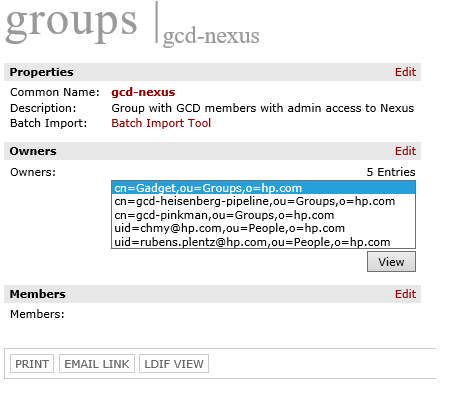 groups | gcd-nexus
Properties Edit
Common Name: gcd-nexus
Description: Group with GCD members with admin access to Nexus
Batch Import: Batch Import Tool
Owners Edit
Owners: 5 Entries
cn=Gadget,ou=Groups,o=hp.com
cn=gcd-heisenberg-pipeline,ou=Groups,o=hp.com
cn=gcd-pinkman,ou=Groups,o=hp.com
uid=chmy@hp.com,ou=People,o=hp.com
uid=rubens.plentz@hp.com,ou=People,o=hp.com
View
Members Edit
Members:
PRINT EMAIL LINK LDIF VIEW